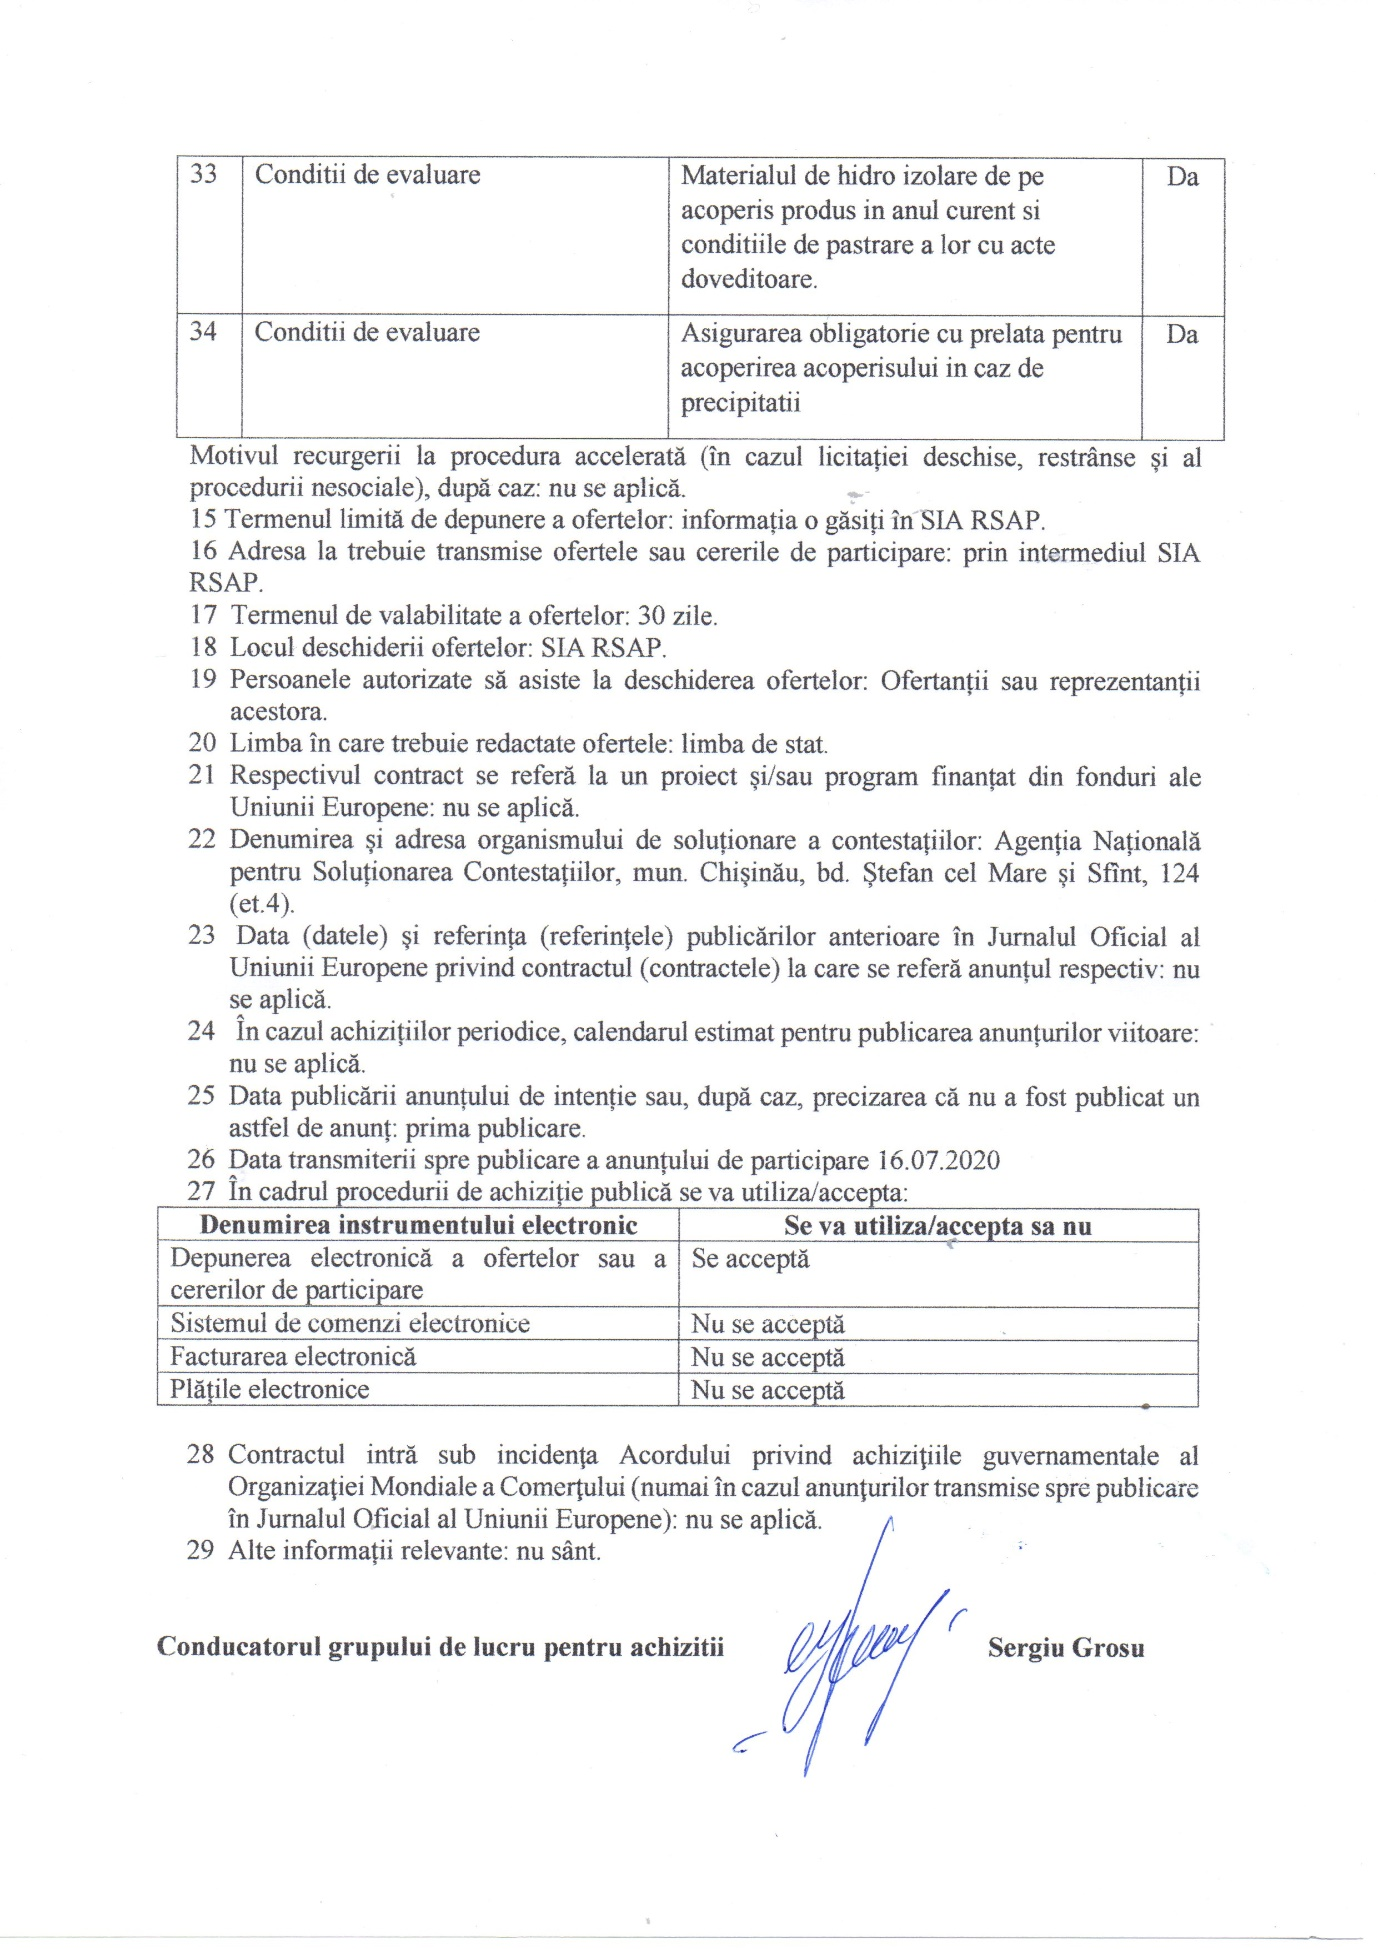 33 Conditii de evaluare Materialul de hidro izolare de pe Da
acoperis produs in anul curent si
conditiile de pastrare a lor cu acte
doveditoare.
34 Conditii de evaluare Asigurarea obligatorie cu prelata pentru Da
acoperirea acoperisului in caz de
precipitatii
Motivul recurgerii la procedura accelerată (în cazul licitației deschise, restrânse și al
procedurii nesociale), după caz: nu se aplică.
15 Termenul limită de depunere a ofertelor: informația o găsiți în SIA RSAP.
16 Adresa la trebuie transmise ofertele sau cererile de participare: prin intermediul SIA
RSAP.
17 Termenul de valabilitate a ofertelor: 30 zile.
18 Locul deschiderii ofertelor: SIA RSAP.
19 Persoanele autorizate să asiste la deschiderea ofertelor: Ofertanții sau reprezentanții
acestora.
20 Limba în care trebuie redactate ofertele: limba de stat.
21 Respectivul contract se referă la un proiect și/sau program finanțat din fonduri ale
Uniunii Europene: nu se aplică.
22 Denumirea și adresa organismului de soluționare a contestațiilor: Agenția Națională
pentru Soluționarea Contestațiilor, mun. Chișinău, bd. Ștefan cel Mare și Sfînt, 124
(et.4).
23 Data (datele) și referința (referințele) publicărilor anterioare în Jurnalul Oficial al
Uniunii Europene privind contractul (contractele) la care se referă anunțul respectiv: nu
se aplică.
24 În cazul achizițiilor periodice, calendarul estimat pentru publicarea anunțurilor viitoare:
nu se aplică.
25 Data publicării anunțului de intenție sau, după caz, precizarea că nu a fost publicat un
astfel de anunț: prima publicare.
26 Data transmiterii spre publicare a anunțului de participare 16.07.2020
27 În cadrul procedurii de achiziție publică se va utiliza/accepta:
Denumirea instrumentului electronic Se va utiliza/accepta sa nu
Depunerea electronică a ofertelor sau a Se acceptă
cererilor de participare
Sistemul de comenzi electronice Nu se acceptă
Facturarea electronică Nu se acceptă
Plățile electronice Nu se acceptă
28 Contractul intră sub incidența Acordului privind achizițiile guvernamentale al
Organizației Mondiale a Comerțului (numai în cazul anunțurilor transmise spre publicare
în Jurnalul Oficial al Uniunii Europene): nu se aplică.
29 Alte informații relevante: nu sânt.
Conducatorul grupului de lucru pentru achizitii Sergiu Grosu